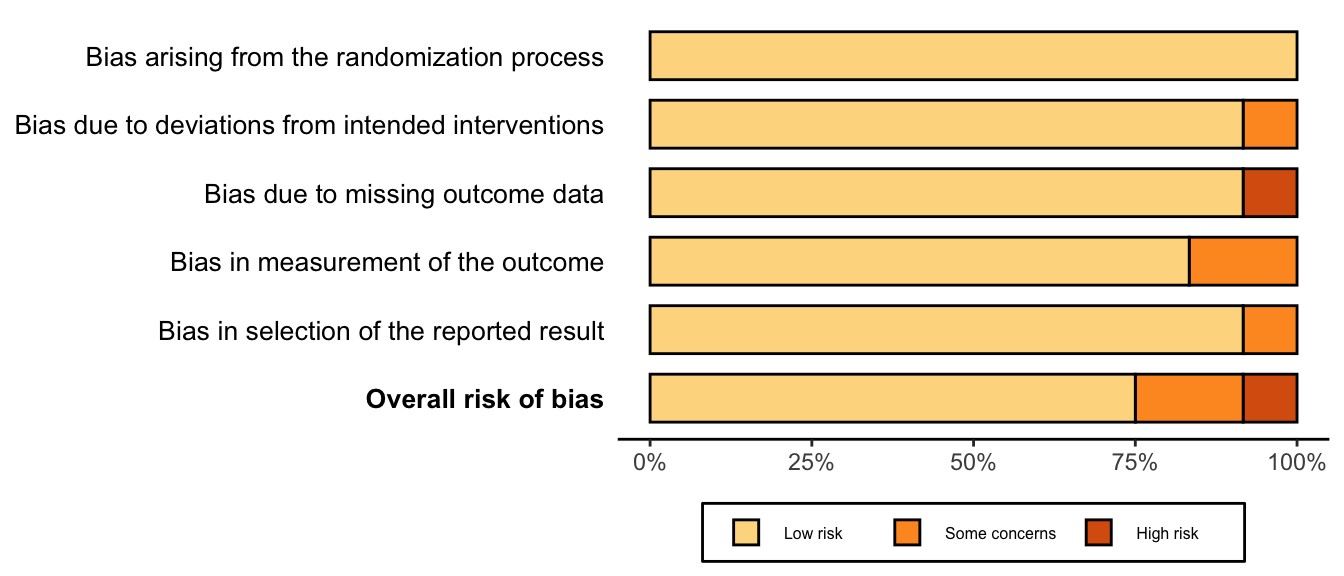 Bias arising from the randomization process
Bias due to deviations from intended interventions
Bias due to missing outcome data
Bias in measurement of the outcome
Bias in selection of the reported result
Overall risk of bias
0% 25% 50% 75% 100%
Low risk Some concerns High risk